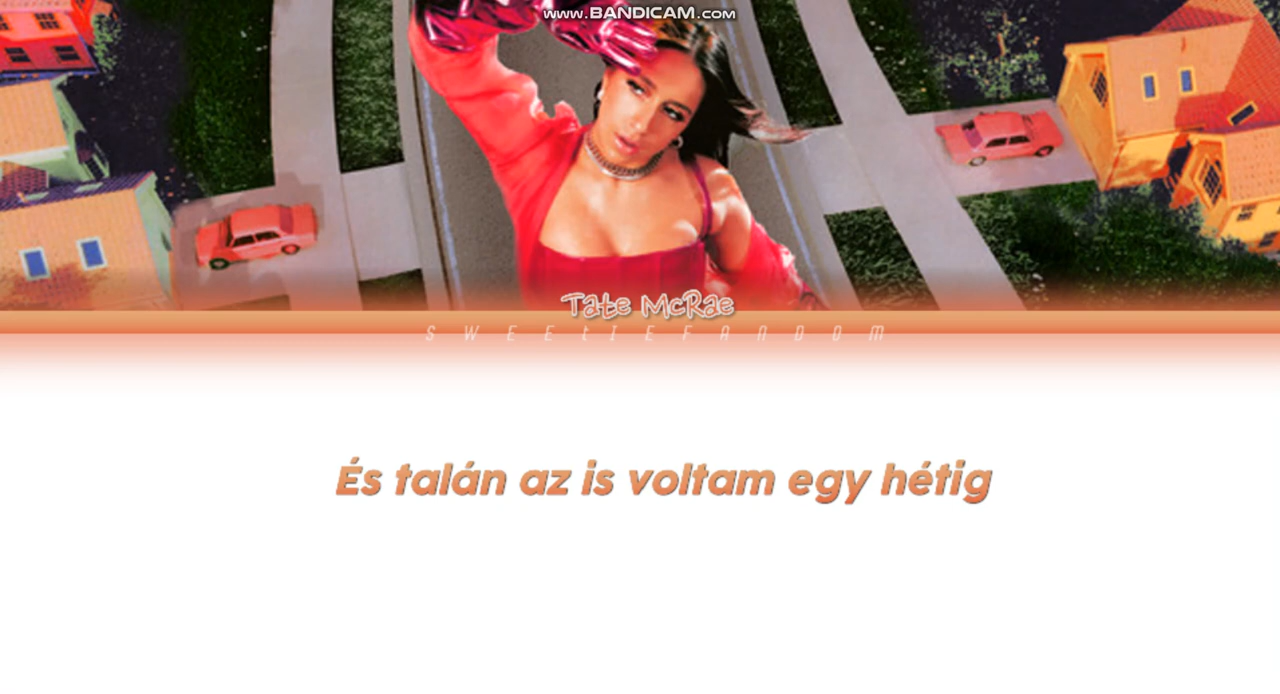 www.BANDICAM.com
Tate McRae
SWEEtIEFANDOM
És talán az is voltam egy hétig